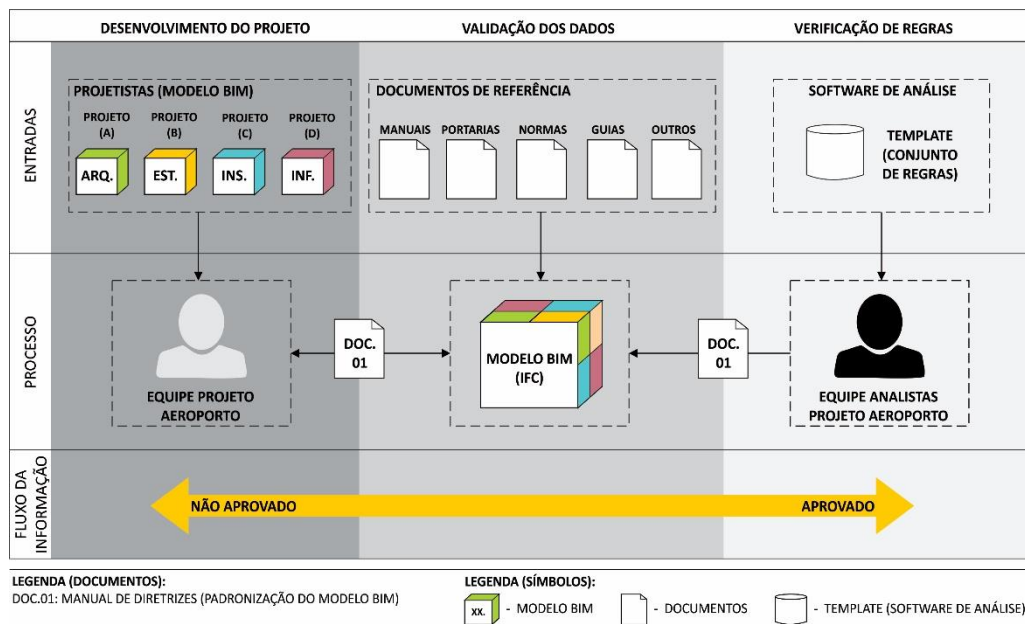 DESENVOLVIMENTO DO PROJETO
VALIDAÇÃO DOS DADOS
VERIFICAÇÃO DE REGRAS
ENTRADAS
PROJETISTAS (MODELO BIM)
PROJETO
(A)
PROJETO
(B)
PROJETO
(C)
PROJETO
(D)
ARQ.
EST.
INS.
INF.
DOCUMENTOS DE REFERÊNCIA
MANUAIS
PORTARIAS
NORMAS
GUIAS
OUTROS
SOFTWARE DE ANÁLISE
TEMPLATE
(CONJUNTO
DE REGRAS)
PROCESSO
EQUIPE PROJETO
AEROPORTO
DOC.
01
MODELO BIM
(IFC)
DOC.
01
EQUIPE ANALISTAS
PROJETO AEROPORTO
FLUXO DA
INFORMAÇÃO
NÃO APROVADO
APROVADO
LEGENDA (DOCUMENTOS):
DOC.01: MANUAL DE DIRETRIZES (PADRONIZAÇÃO DO MODELO BIM)
LEGENDA (SÍMBOLOS):
XX.
- MODELO BIM
- DOCUMENTOS
- TEMPLATE (SOFTWARE DE ANÁLISE)